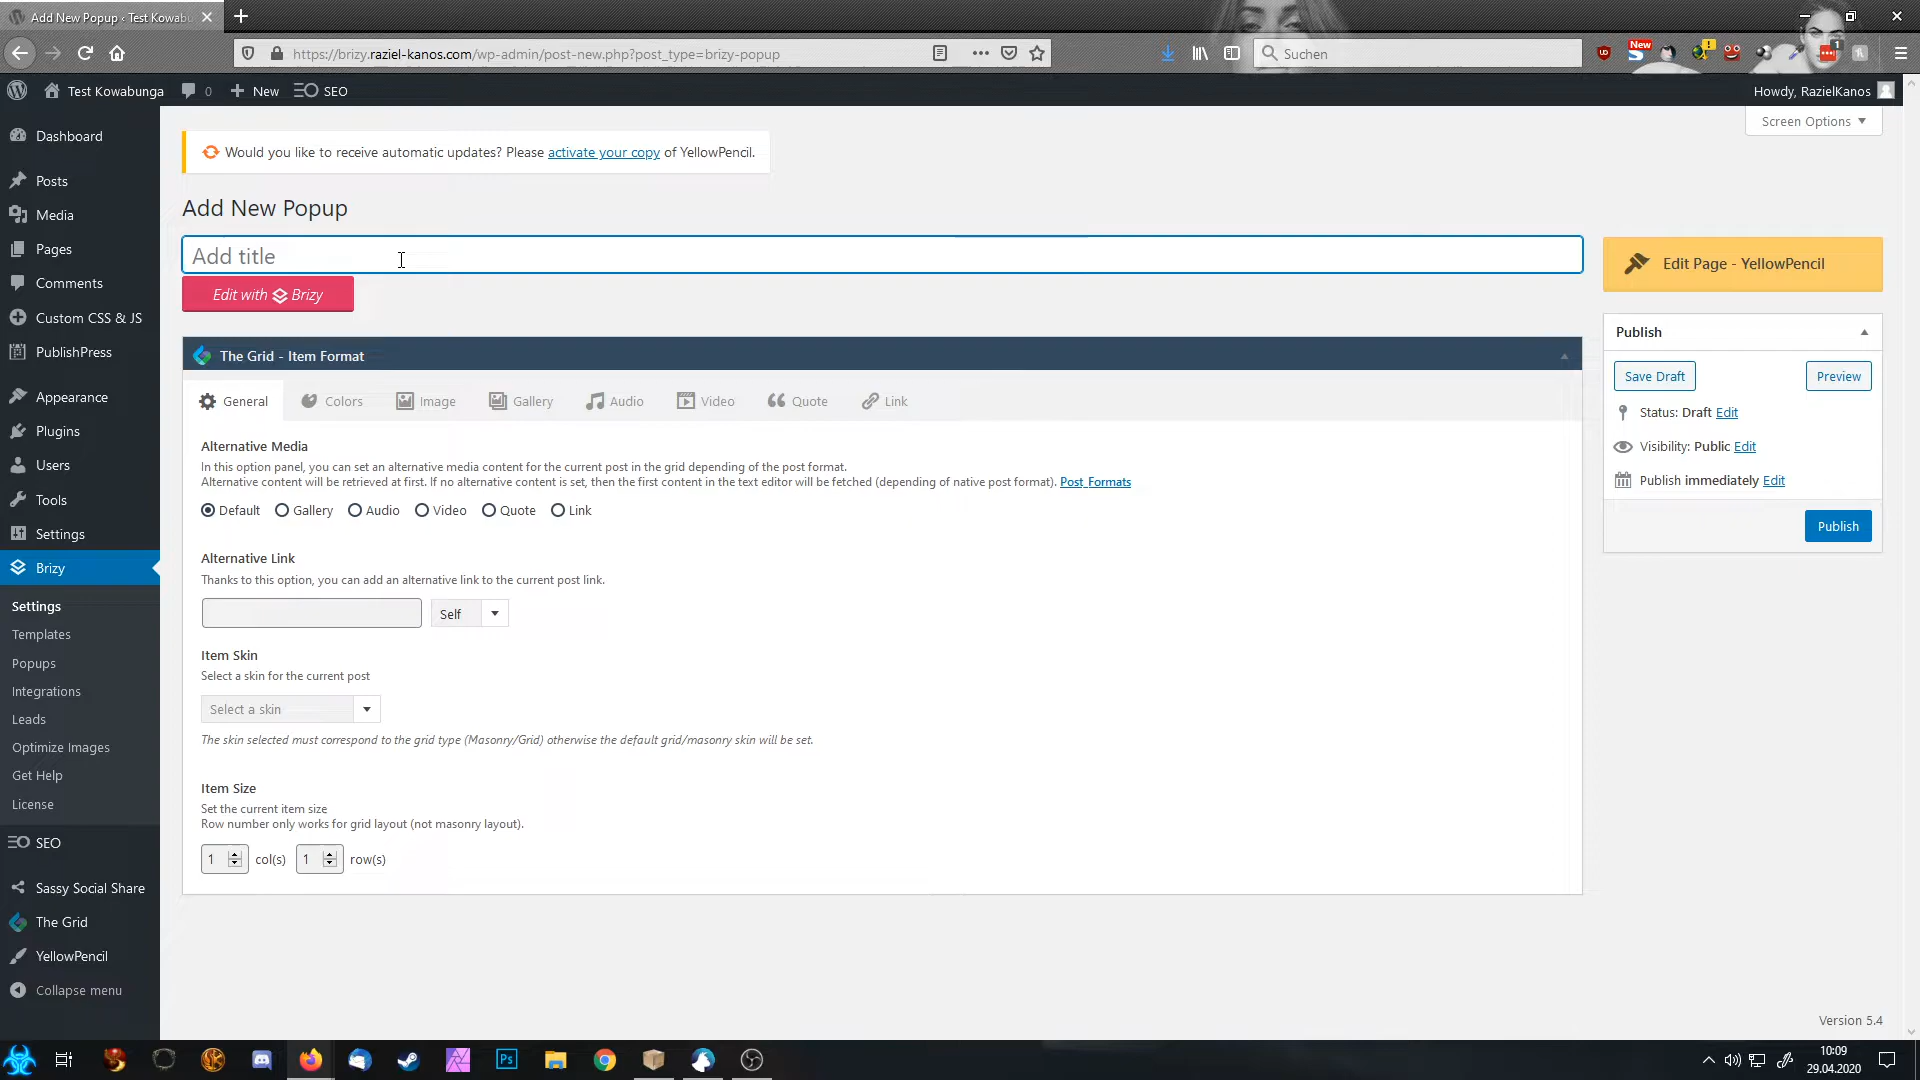 Add New Popup ‹ Test Kowabu
https://brizy.raziel-kanos.com/wp-admin/post-new.php?post_type=brizy-popup
Suchen
New
1
Test Kowabunga
0
New
SEO
Howdy, RazielKanos
Screen Options
Dashboard
Posts
Media
Pages
Comments
Custom CSS & JS
PublishPress
Appearance
Plugins
Users
Tools
Settings
Brizy
Settings
Templates
Popups
Integrations
Leads
Optimize Images
Get Help
License
SEO
Sassy Social Share
The Grid
YellowPencil
Collapse menu
Would you like to receive automatic updates? Please activate your copy of YellowPencil.
Add New Popup
Add title
Edit with Brizy
The Grid - Item Format
General
Colors
Image
Gallery
Audio
Video
Quote
Link
Alternative Media
In this option panel, you can set an alternative media content for the current post in the grid depending of the post format.
Alternative content will be retrieved at first. If no alternative content is set, then the first content in the text editor will be fetched (depending of native post format). Post Formats
Default
Gallery
Audio
Video
Quote
Link
Alternative Link
Thanks to this option, you can add an alternative link to the current post link.
Self
Item Skin
Select a skin for the current post
Select a skin
The skin selected must correspond to the grid type (Masonry/Grid) otherwise the default grid/masonry skin will be set.
Item Size
Set the current item size
Row number only works for grid layout (not masonry layout).
1 col(s) 1 row(s)
Edit Page - YellowPencil
Publish
Save Draft
Preview
Status: Draft Edit
Visibility: Public Edit
Publish immediately Edit
Publish
Version 5.4
Ps
10:09
29.04.2020